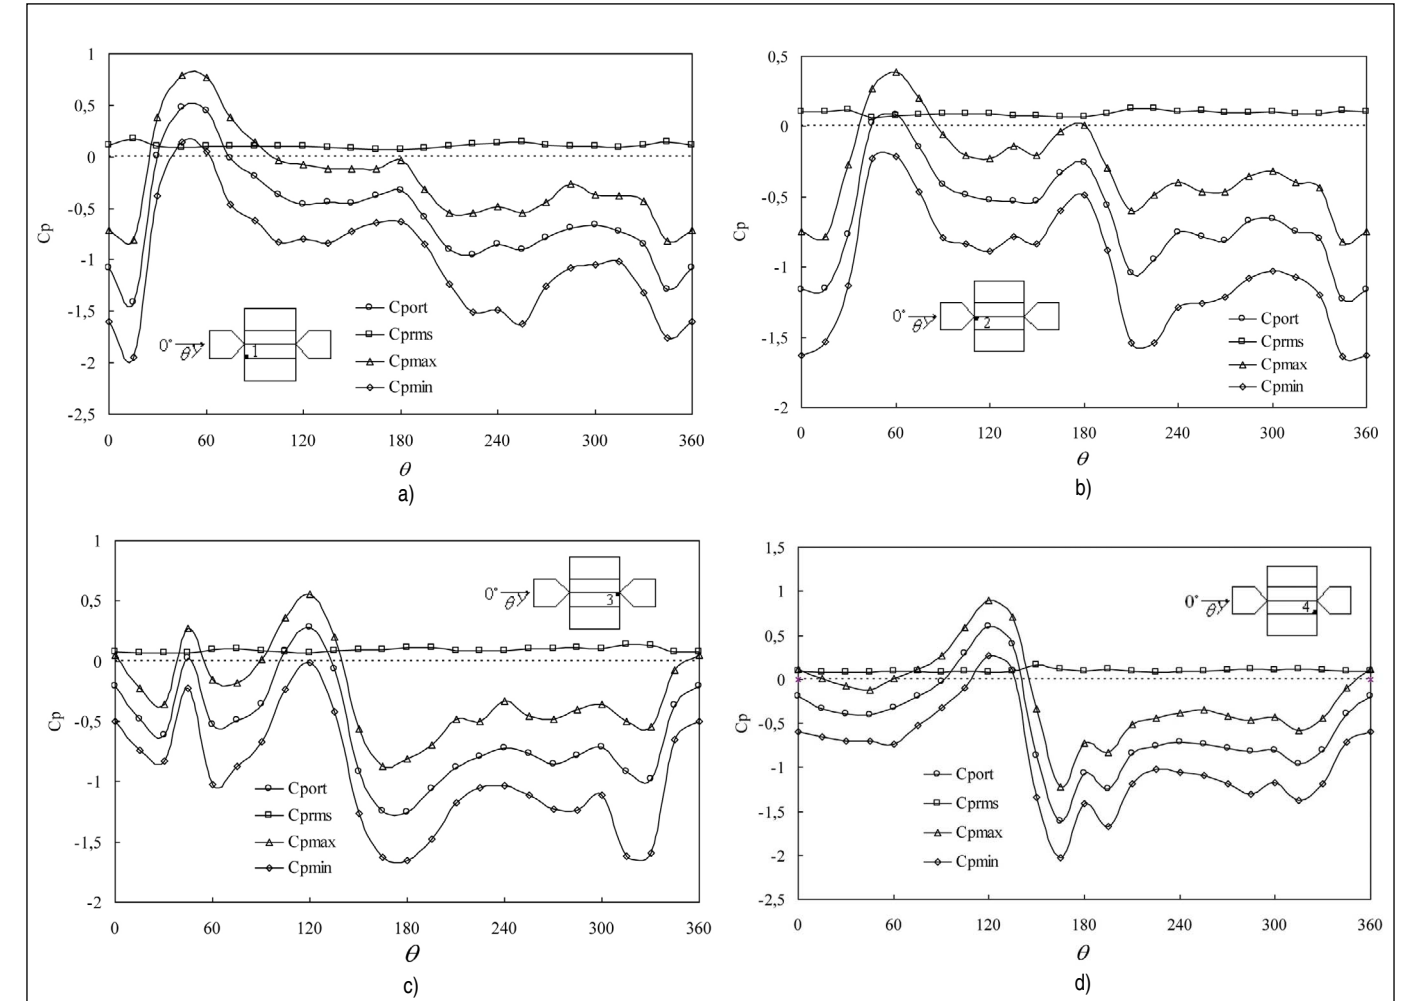 1
0,5
0
-0,5
-1
-1,5
-2
-2,5
Cp
0 60 120 180 240 300 360
θ
0° θ 1
Cport
Cprms
Cpmax
Cpmin
a)
0,5
0
-0,5
-1
-1,5
-2
Cp
0 60 120 180 240 300 360
θ
0° θ 2
Cport
Cprms
Cpmax
Cpmin
b)
1
0,5
0
-0,5
-1
-1,5
-2
Cp
0 60 120 180 240 300 360
θ
0° θ 3
Cport
Cprms
Cpmax
Cpmin
c)
1,5
1
0,5
0
-0,5
-1
-1,5
-2
-2,5
Cp
0 60 120 180 240 300 360
θ
0° θ 4
Cport
Cprms
Cpmax
Cpmin
d)